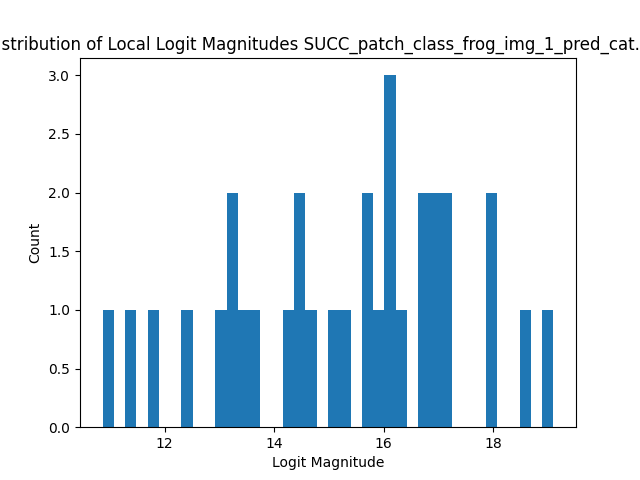 stribution of Local Logit Magnitudes SUCC_patch_class_frog_img_1_pred_cat.
3.0
2.5
2.0
1.5
1.0
0.5
0.0
Count
12 14 16 18
Logit Magnitude